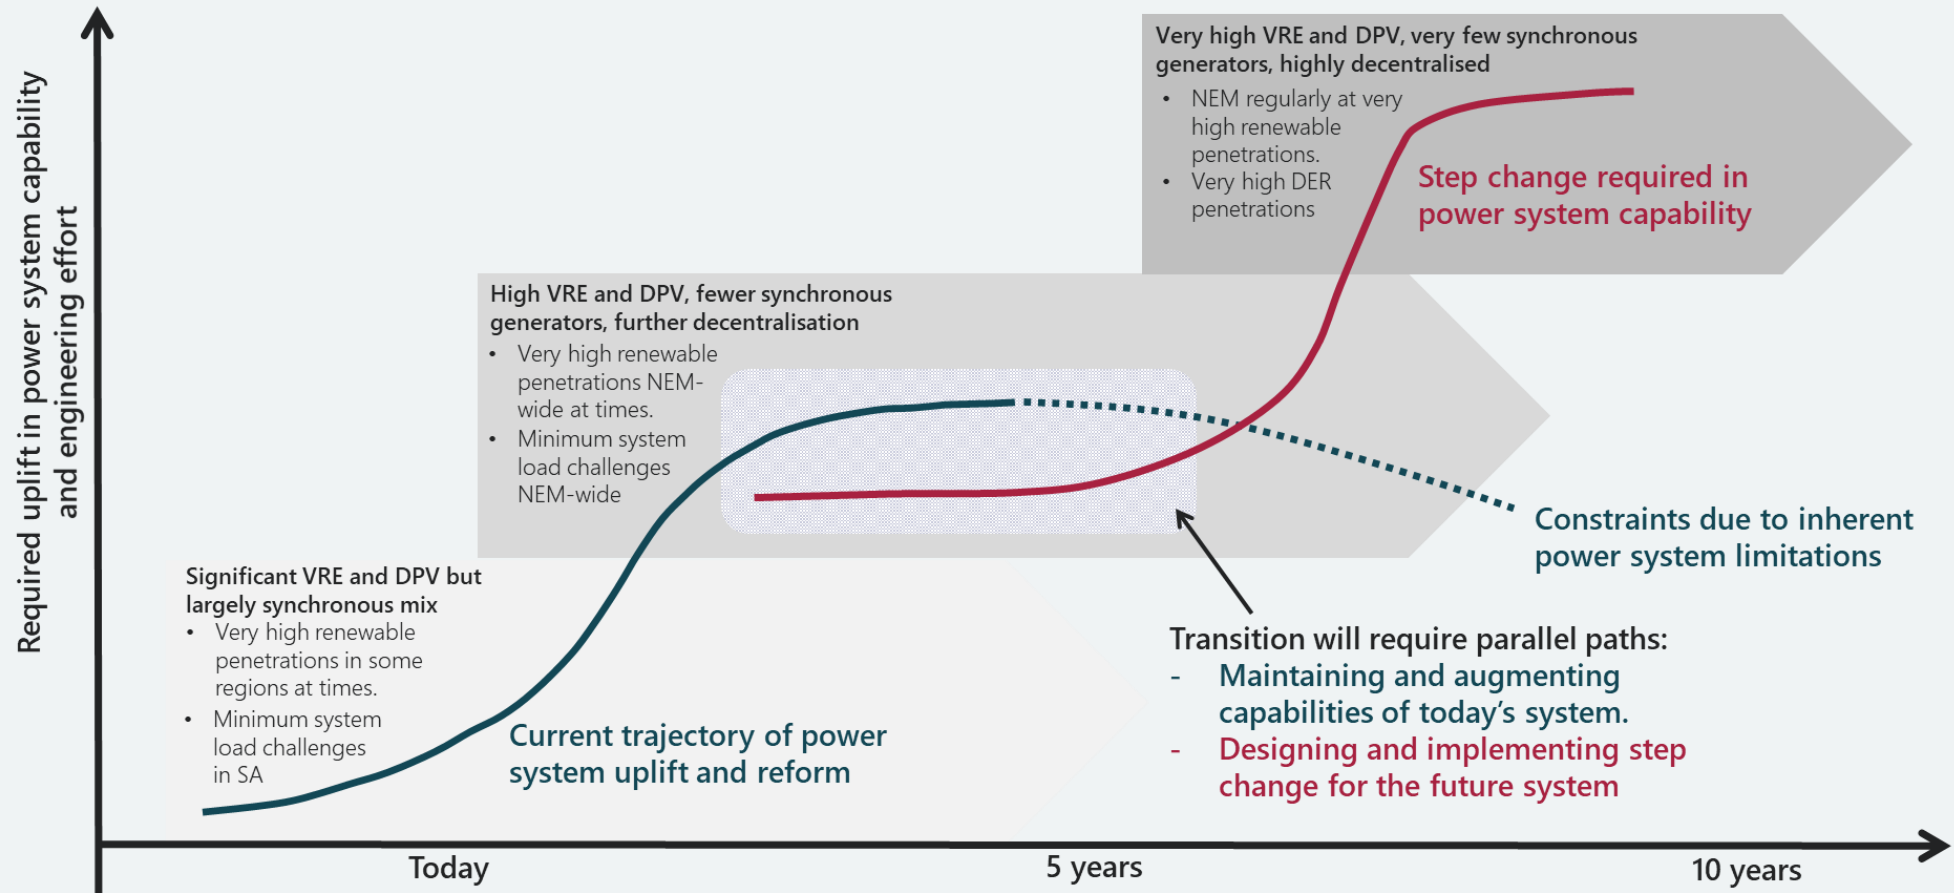 Required uplift in power system capability
and engineering effort
Very high VRE and DPV, very few synchronous
generators, highly decentralised
• NEM regularly at very
high renewable
penetrations.
• Very high DER
penetrations
Step change required in
power system capability
High VRE and DPV, fewer synchronous
generators, further decentralisation
• Very high renewable
penetrations NEM-
wide at times.
• Minimum system
load challenges
NEM-wide
Constraints due to inherent
power system limitations
Significant VRE and DPV but
largely synchronous mix
• Very high renewable
penetrations in some
regions at times.
• Minimum system
load challenges
in SA
Current trajectory of power
system uplift and reform
Transition will require parallel paths:
- Maintaining and augmenting
capabilities of today's system.
- Designing and implementing step
change for the future system
Today
5 years
10 years